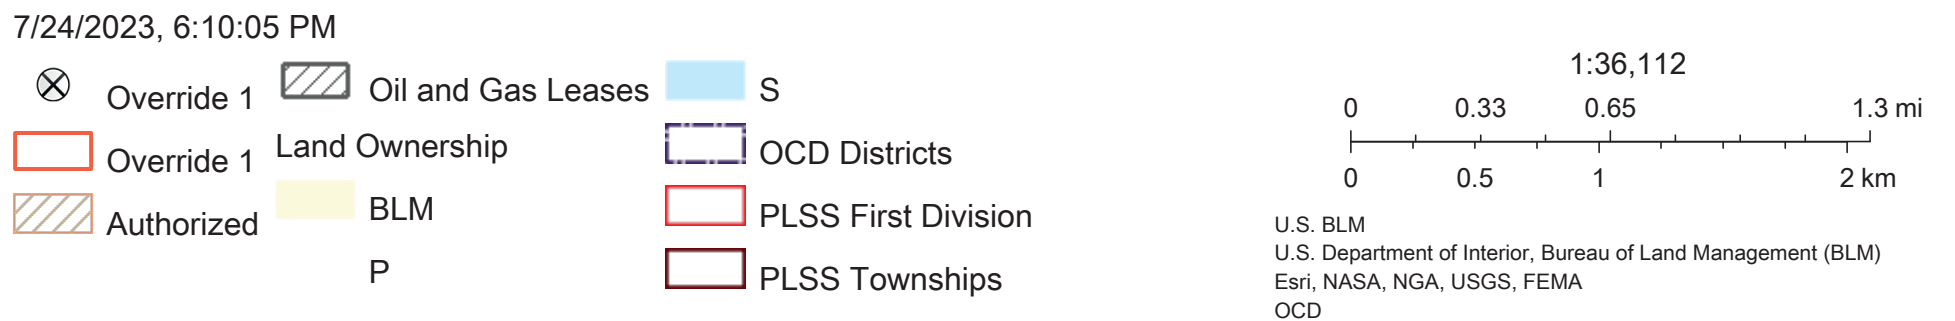 7/24/2023, 6:10:05 PM
Override 1
Override 1
Authorized
Oil and Gas Leases
Land Ownership
BLM
P
S
OCD Districts
PLSS First Division
PLSS Townships
1:36,112
0 0.33 0.65 1.3 mi
0 0.5 1 2 km
U.S. BLM
U.S. Department of Interior, Bureau of Land Management (BLM)
Esri, NASA, NGA, USGS, FEMA
OCD